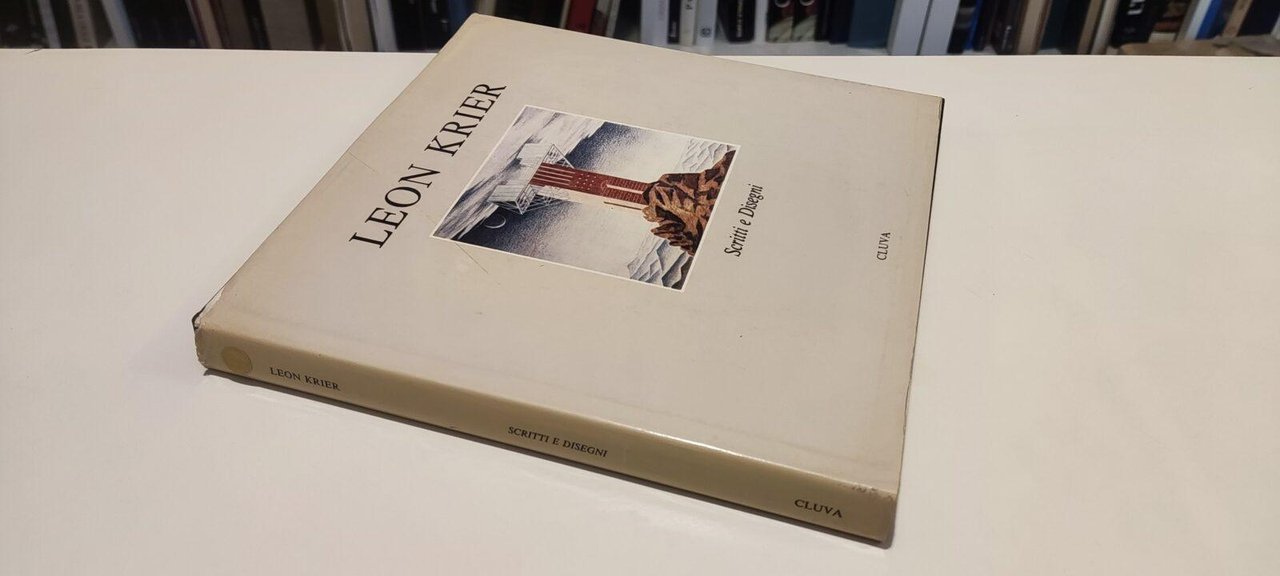 LEON KRIER
Scritti e Disegni
CLUVA
LEON KRIER
SCRITTI E DISEGNI
CLUVA